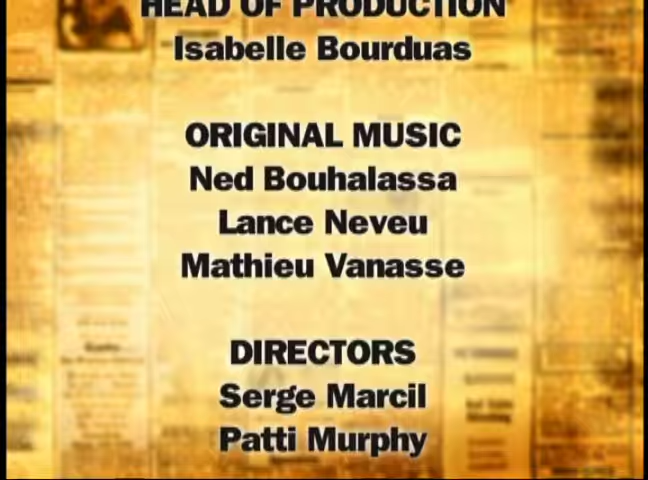 HEAD OF PRODUCTION
Isabelle Bourduas
ORIGINAL MUSIC
Ned Bouhalassa
Lance Neveu
Mathieu Vanasse
DIRECTORS
Serge Marcil
Patti Murphy